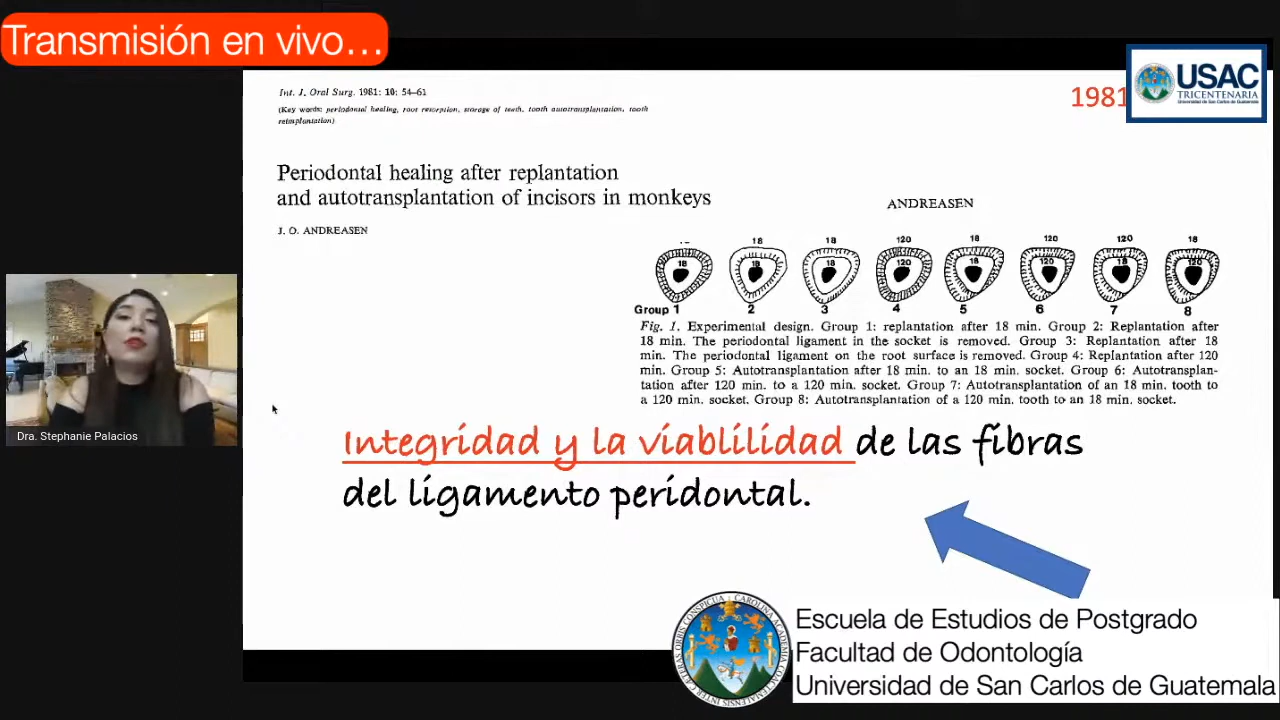 Transmisión en vivo...
Int. J. Oral Surg. 1981: 10: 54–61
(Key words: periodontal healing, root resorption, storage of teeth, tooth autotransplantation, tooth
reimplantation)
1981
USAC
TRICENTENARIA
Universidad de San Carlos de Guatemala
Periodontal healing after replantation
and autotransplantation of incisors in monkeys
J. O. ANDREASEN
ANDREASEN
18 18 120 18 120 120 18
18 18 18 120 18 120 18 120
Group 1 2 3 4 5 6 7 8
Fig. 1. Experimental design. Group 1: replantation after 18 min. Group 2: Replantation after
18 min. The periodontal ligament in the socket is removed. Group 3: Replantation after 18
min. The periodontal ligament on the root surface is removed. Group 4: Replantation after 120
min. Group 5: Autotransplantation after 18 min. to an 18 min. socket. Group 6: Autotransplan-
tation after 120 min. to a 120 min. socket. Group 7: Autotransplantation of an 18 min. tooth to
a 120 min. socket. Group 8: Autotransplantation of a 120 min. tooth to an 18 min. socket.
Dra. Stephanie Palacios
Integridad y la viablilidad de las fibras
del ligamento peridontal.
Escuela de Estudios de Postgrado
Facultad de Odontología
Universidad de San Carlos de Guatemala